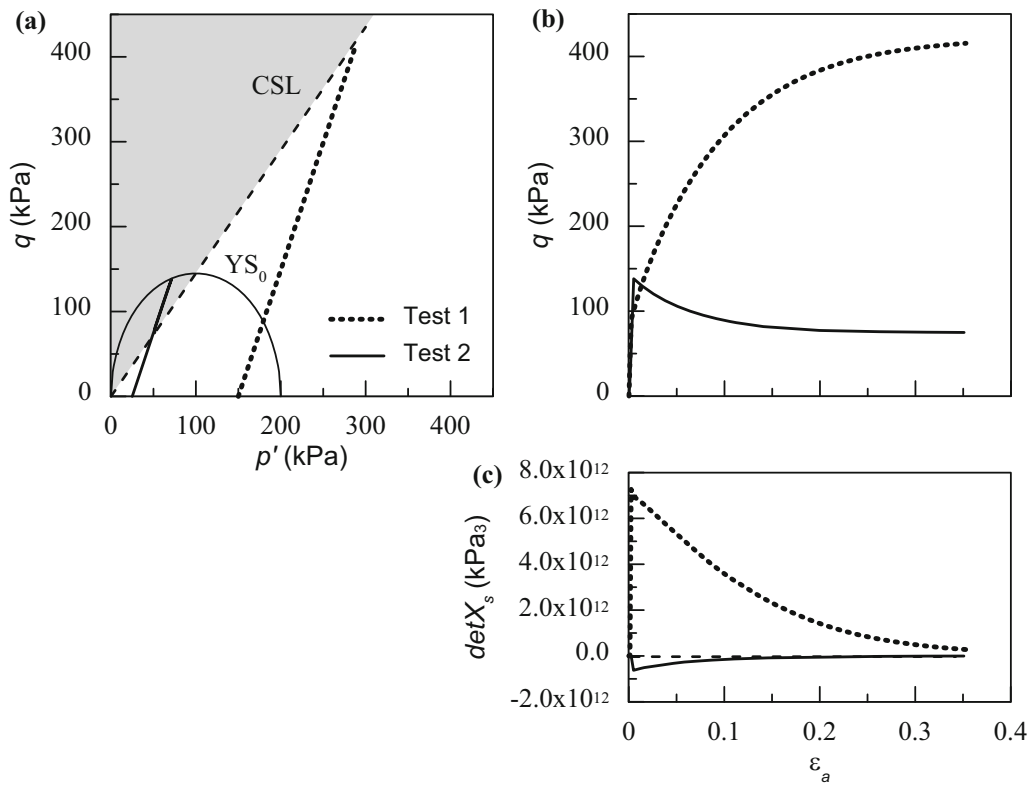 (a)
400
300
200
100
0
q (kPa)
CSL
YS0
Test 1
Test 2
0 100 200 300 400
p' (kPa)
(b)
400
300
200
100
0
q (kPa)
(c)
8.0x10¹²
6.0x10¹²
4.0x10¹²
2.0x10¹²
0.0
-2.0x10¹²
detXs (kPa3)
0 0.1 0.2 0.3 0.4
εa